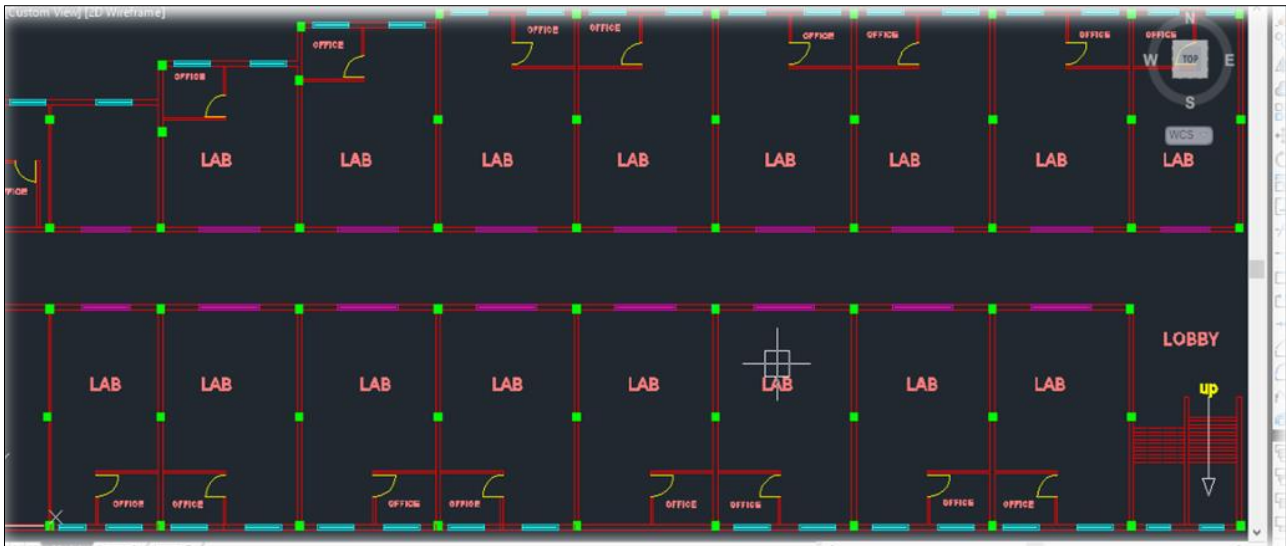 Custom View] [2D Wireframe]
N
OFFICE OFFICE OFFICE OFFICE OFFICE
OFFICE OFFICE
W TOP E
OFFICE
S
WCS
LAB LAB LAB LAB LAB LAB LAB LAB
FFICE
LOBBY
LAB LAB LAB LAB LAB LAB LAB LAB
up
OFFICE OFFICE OFFICE OFFICE OFFICE OFFICE OFFICE OFFICE